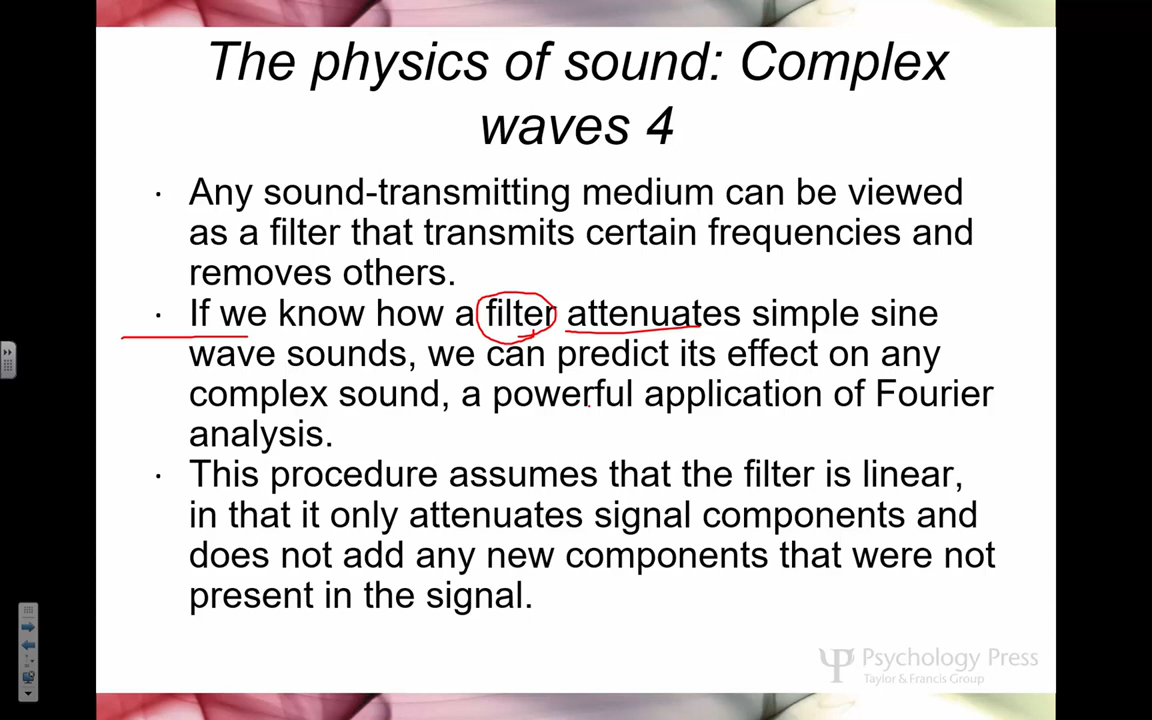 The physics of sound: Complex
waves 4
· Any sound-transmitting medium can be viewed
as a filter that transmits certain frequencies and
removes others.
· If we know how a filter attenuates simple sine
wave sounds, we can predict its effect on any
complex sound, a powerful application of Fourier
analysis.
· This procedure assumes that the filter is linear,
in that it only attenuates signal components and
does not add any new components that were not
present in the signal.
Psychology Press
Taylor & Francis Group